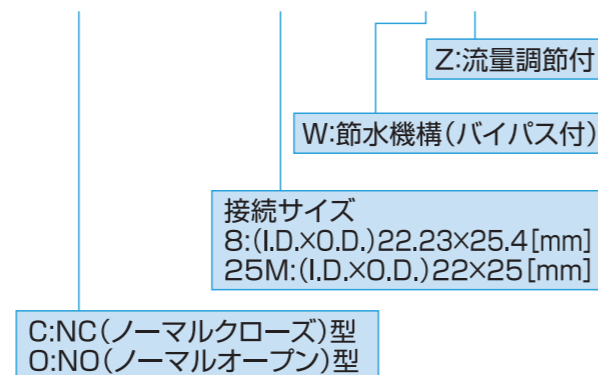 Z:流量調節付
W:節水機構(バイパス付)
接続サイズ
8:(I.D.×O.D.)22.23×25.4[mm]
25M:(I.D.×O.D.)22×25[mm]
C:NC(ノーマルクローズ)型
O:NO(ノーマルオープン)型